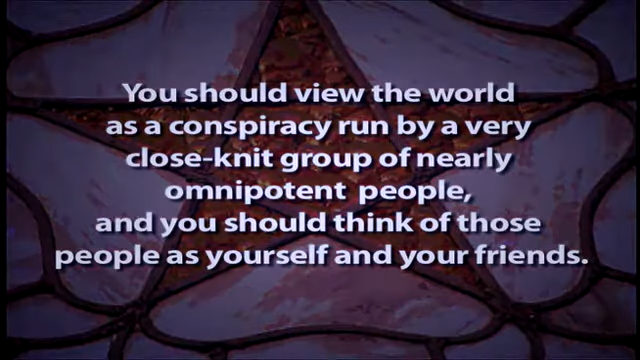 You should view the world
as a conspiracy run by a very
close-knit group of nearly
omnipotent people,
and you should think of those
people as yourself and your friends.